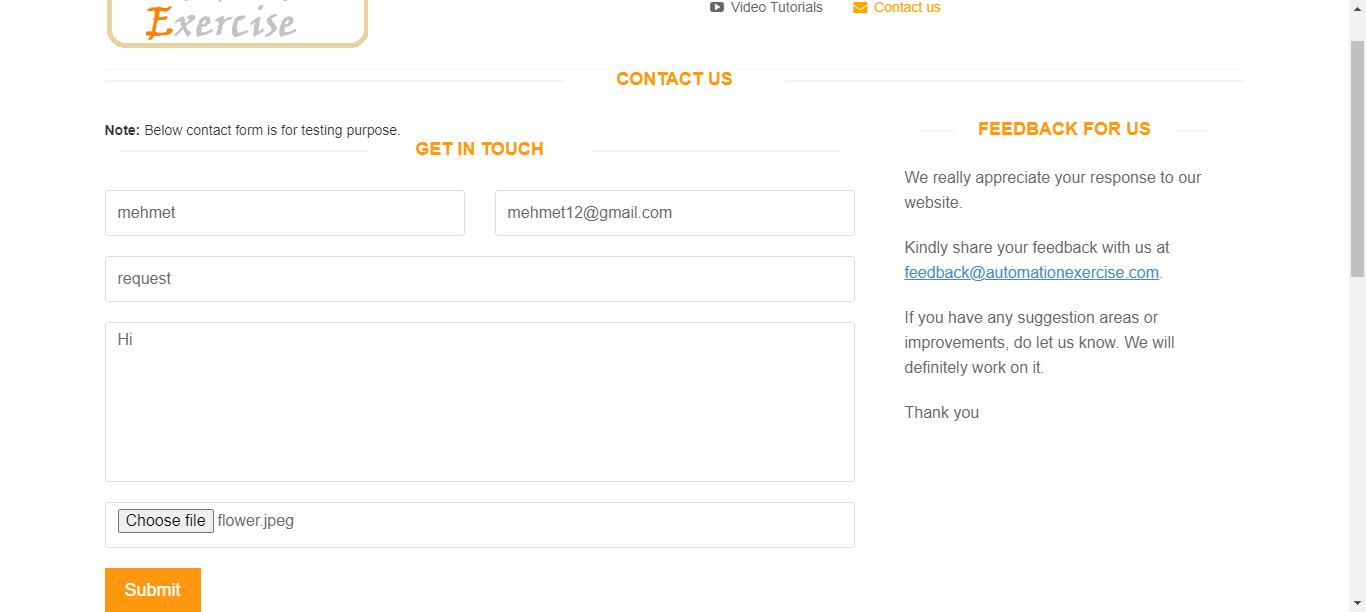 Exercise
Video Tutorials
Contact us
CONTACT US
Note: Below contact form is for testing purpose.
GET IN TOUCH
mehmet
mehmet12@gmail.com
request
Hi
Choose file flower.jpeg
Submit
FEEDBACK FOR US
We really appreciate your response to our
website.
Kindly share your feedback with us at
feedback@automationexercise.com.
If you have any suggestion areas or
improvements, do let us know. We will
definitely work on it.
Thank you